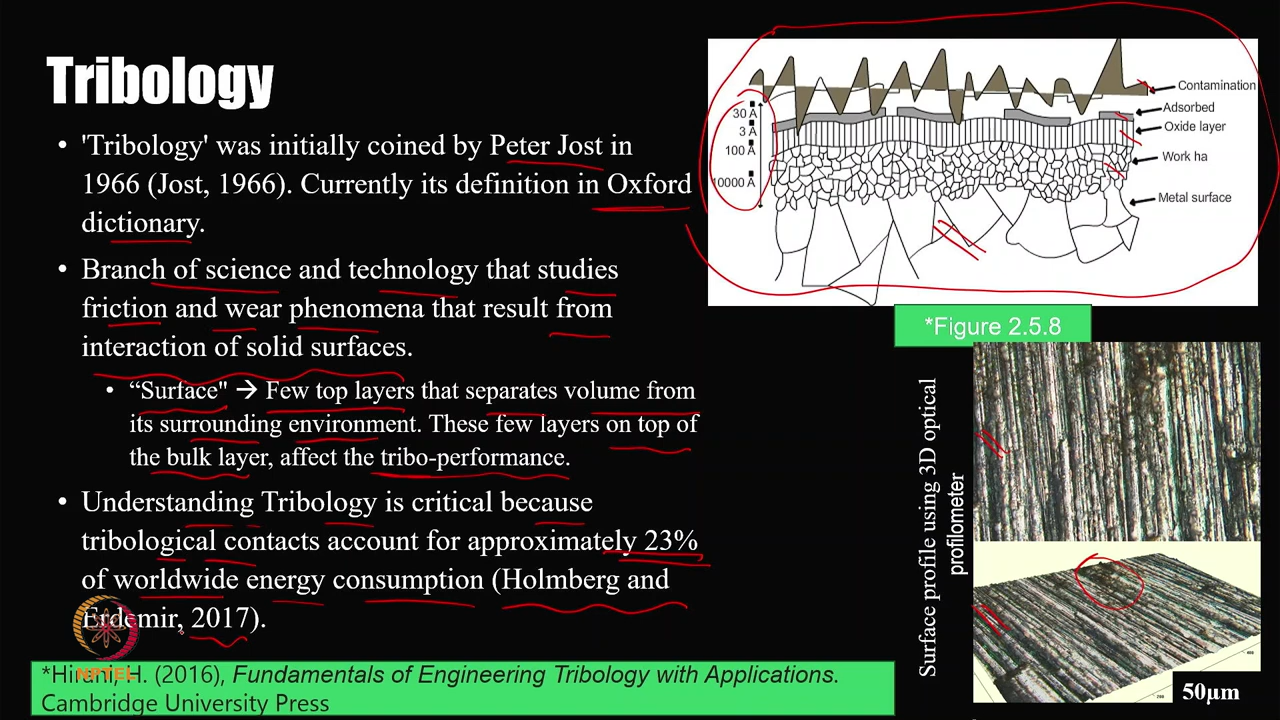 Tribology
• 'Tribology' was initially coined by Peter Jost in
1966 (Jost, 1966). Currently its definition in Oxford
dictionary.
• Branch of science and technology that studies
friction and wear phenomena that result from
interaction of solid surfaces.
• “Surface" → Few top layers that separates volume from
its surrounding environment. These few layers on top of
the bulk layer, affect the tribo-performance.
• Understanding Tribology is critical because
tribological contacts account for approximately 23%
of worldwide energy consumption (Holmberg and
Erdemir, 2017).
NPTEL
H. (2016), Fundamentals of Engineering Tribology with Applications.
Cambridge University Press
Contamination
Adsorbed
Oxide layer
Work ha
Metal surface
30 A
3 A
100 A
10000 A
*Figure 2.5.8
Surface profile using 3D optical
profilometer
50µm